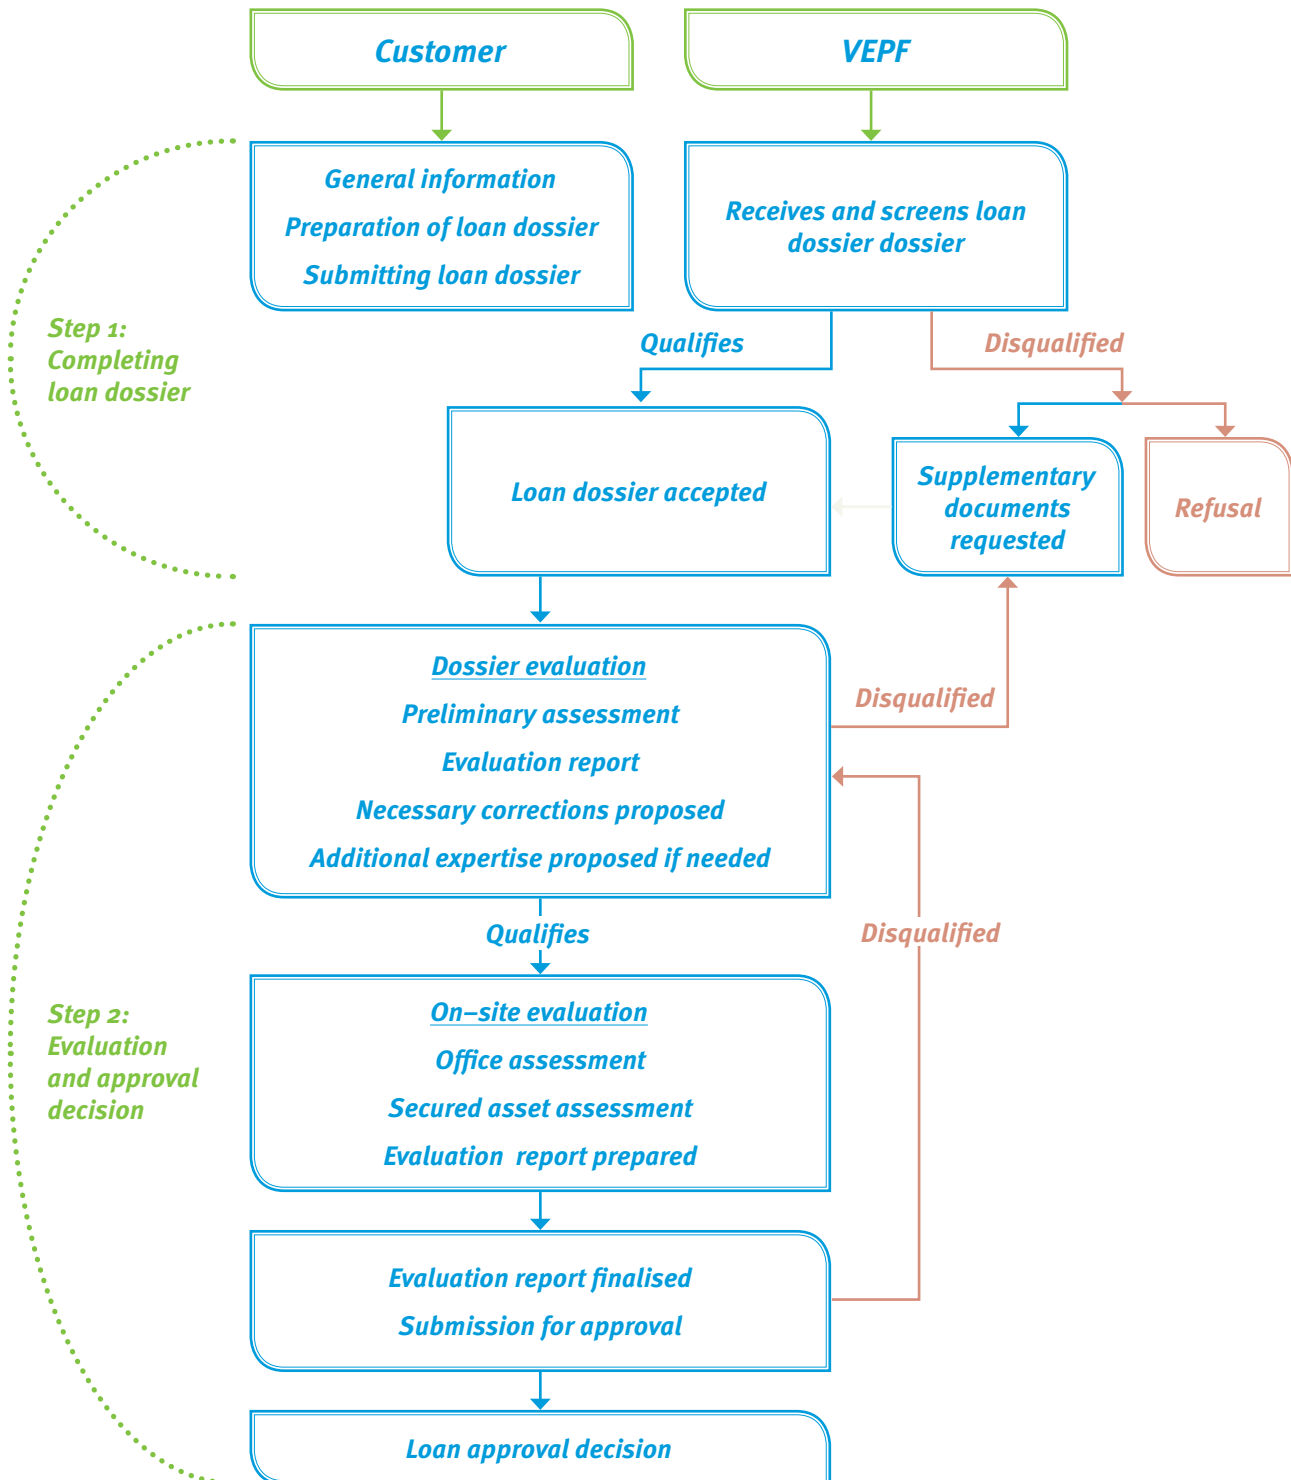 Customer
VEPF
General information
Preparation of loan dossier
Submitting loan dossier
Receives and screens loan
dossier dossier
Step 1:
Completing
loan dossier
Qualifies
Disqualified
Loan dossier accepted
Supplementary
documents
requested
Refusal
Dossier evaluation
Preliminary assessment
Evaluation report
Necessary corrections proposed
Additional expertise proposed if needed
Disqualified
Qualifies
Disqualified
Step 2:
Evaluation
and approval
decision
On–site evaluation
Office assessment
Secured asset assessment
Evaluation report prepared
Evaluation report finalised
Submission for approval
Loan approval decision